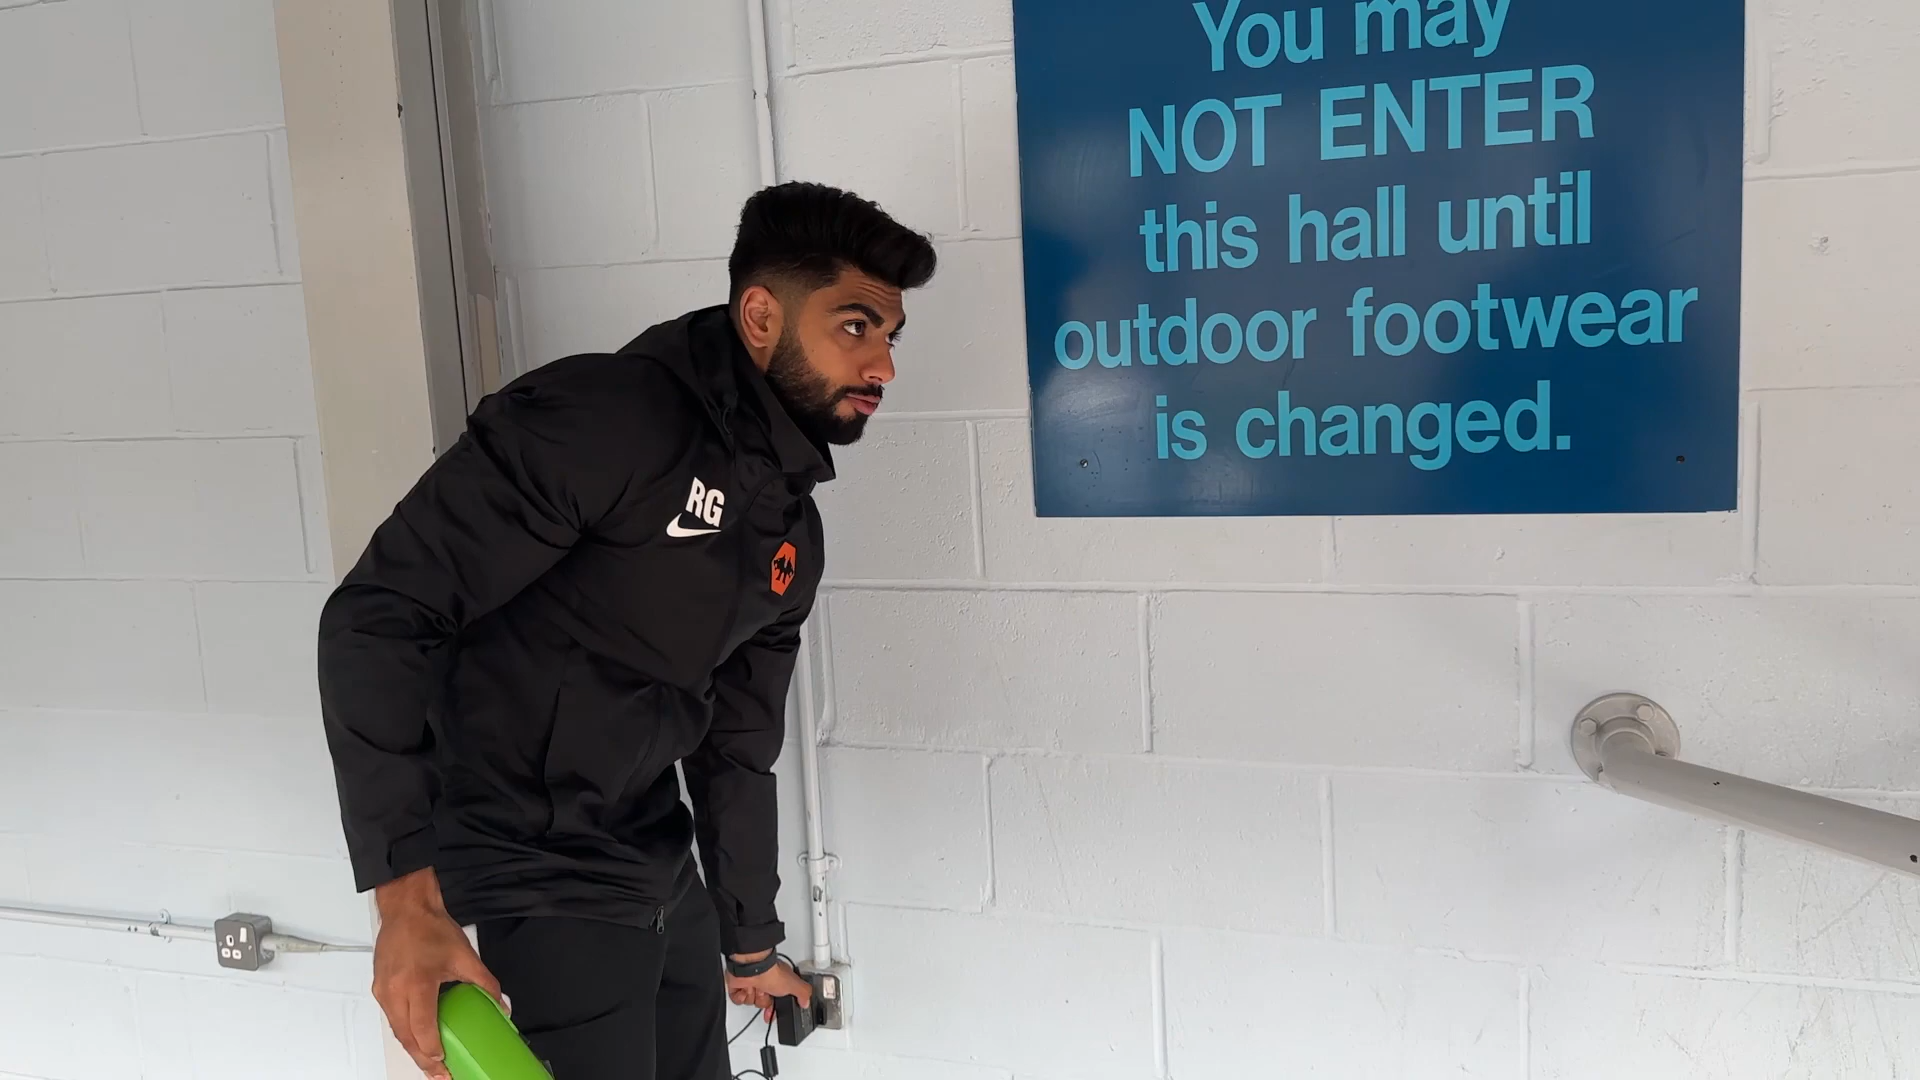 You may
NOT ENTER
this hall until
outdoor footwear
is changed.
RG